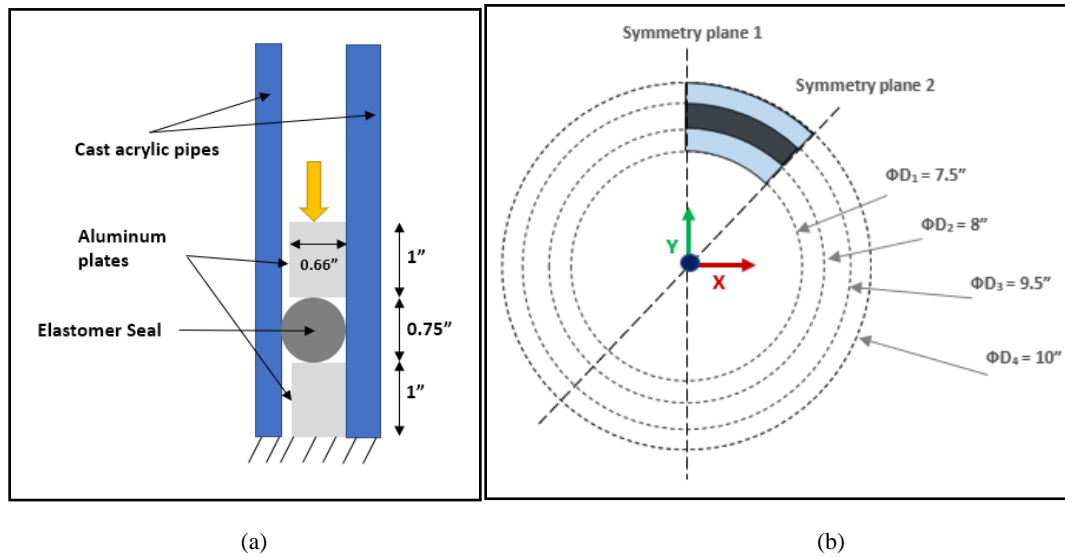 Cast acrylic pipes
Aluminum
plates
0.66”
1”
Elastomer Seal
0.75”
1”
(a)
Symmetry plane 1
Symmetry plane 2
ΦD₁ = 7.5”
ΦD₂ = 8”
Y
X
ΦD₃ = 9.5”
ΦD₄ = 10”
(b)